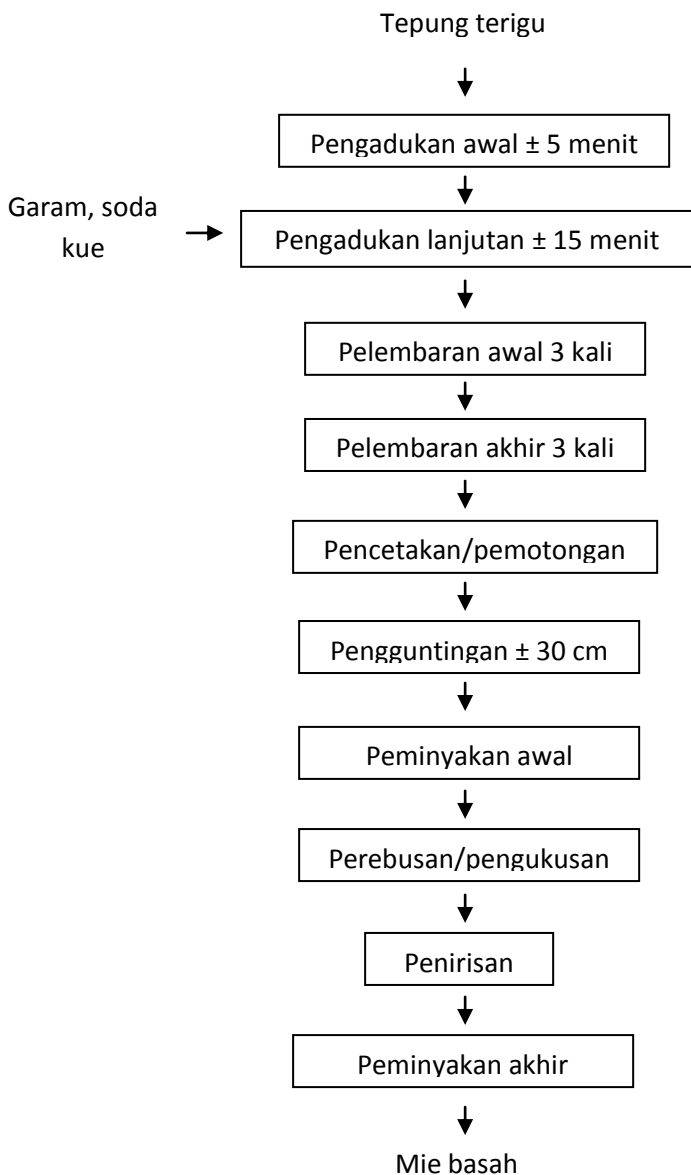 Tepung terigu
Pengadukan awal ± 5 menit
Garam, soda
kue
Pengadukan lanjutan ± 15 menit
Pelembaran awal 3 kali
Pelembaran akhir 3 kali
Pencetakan/pemotongan
Pengguntingan ± 30 cm
Peminyakan awal
Perebusan/pengukusan
Penirisan
Peminyakan akhir
Mie basah